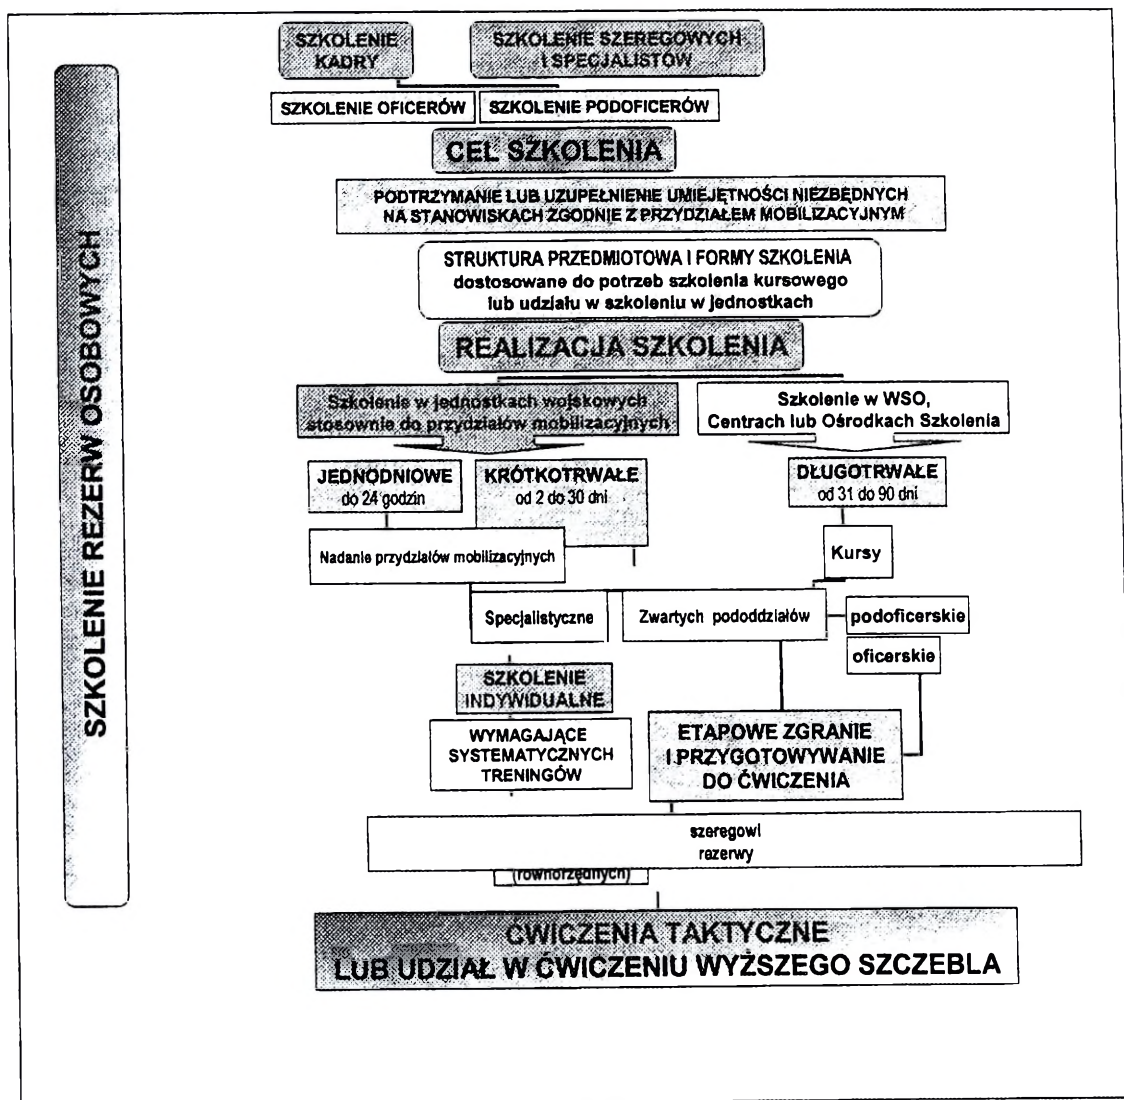 SZKOLENIE REZERW OSOBOWYCH
SZKOLENIE
KADRY
SZKOLENIE SZEREGOWYCH
I SPECJALISTÓW
SZKOLENIE OFICERÓW
SZKOLENIE PODOFICERÓW
CEL SZKOLENIA
PODTRZYMANIE LUB UZUPEŁNIENIE UMIEJĘTNOŚCI NIEZBĘDNYCH
NA STANOWISKACH ZGODNIE Z PRZYDZIAŁEM MOBILIZACYJNYM
STRUKTURA PRZEDMIOTOWA I FORMY SZKOLENIA
dostosowane do potrzeb szkolenia kursowego
lub udziału w szkoleniu w jednostkach
REALIZACJA SZKOLENIA
Szkolenie w jednostkach wojskowych
stosownie do przydziałów mobilizacyjnych
Szkolenie w WSO,
Centrach lub Ośrodkach Szkolenia
JEDNODNIOWE
do 24 godzin
KRÓTKOTRWAŁE
od 2 do 30 dni
DŁUGOTRWAŁE
od 31 do 90 dni
Nadanie przydziałów mobilizacyjnych
Kursy
Specjalistyczne
Zwartych pododdziałów
podoficerskie
oficerskie
SZKOLENIE
INDYWIDUALNE
WYMAGAJĄCE
SYSTEMATYCZNYCH
TRENINGÓW
ETAPOWE ZGRANIE
I PRZYGOTOWYWANIE
DO ĆWICZENIA
szeregowi
rezerwy
(równorzędnych)
ĆWICZENIA TAKTYCZNE
LUB UDZIAŁ W ĆWICZENIU WYŻSZEGO SZCZEBLA